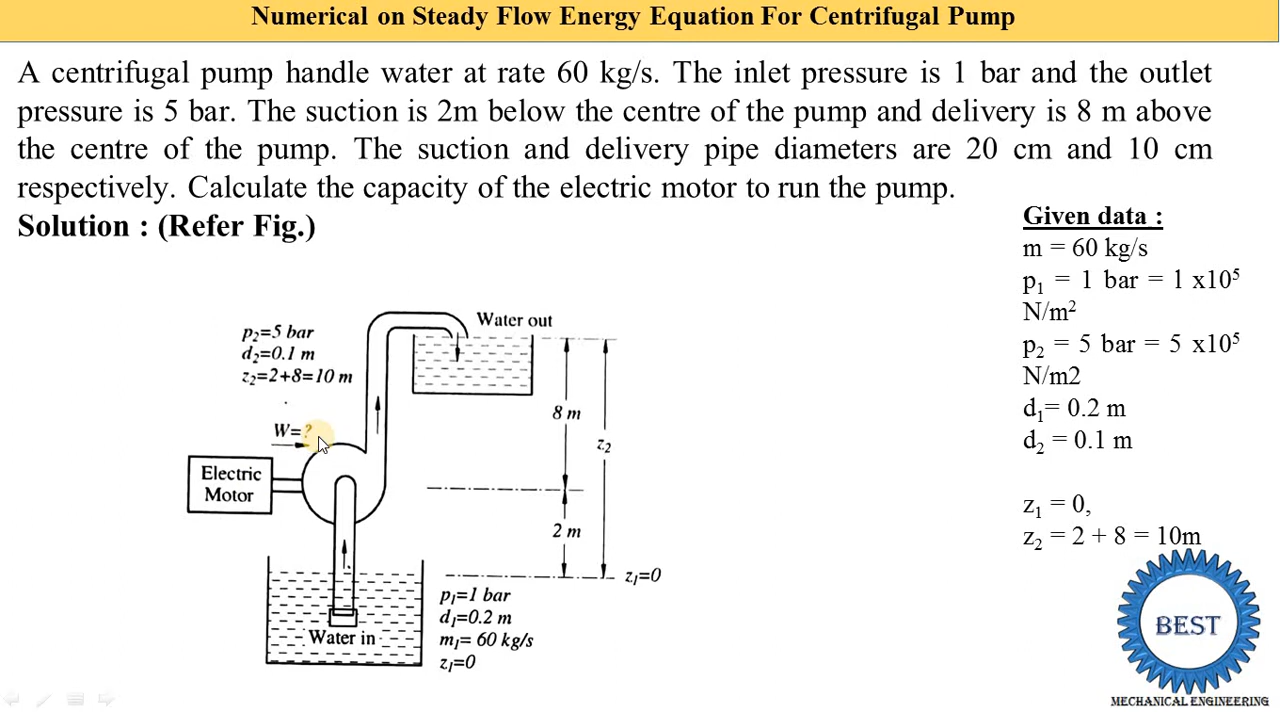 Numerical on Steady Flow Energy Equation For Centrifugal Pump
A centrifugal pump handle water at rate 60 kg/s. The inlet pressure is 1 bar and the outlet
pressure is 5 bar. The suction is 2m below the centre of the pump and delivery is 8 m above
the centre of the pump. The suction and delivery pipe diameters are 20 cm and 10 cm
respectively. Calculate the capacity of the electric motor to run the pump.
Solution : (Refer Fig.)
Given data :
m = 60 kg/s
p₁ = 1 bar = 1 x10⁵
N/m²
p₂ = 5 bar = 5 x10⁵
N/m2
d₁= 0.2 m
d₂ = 0.1 m
z₁ = 0,
z₂ = 2 + 8 = 10m
p₂=5 bar
d₂=0.1 m
z₂=2+8=10 m
Water out
8 m
z₂
W=?
Electric
Motor
2 m
z₁=0
p₁=1 bar
d₁=0.2 m
m₁= 60 kg/s
z₁=0
Water in
BEST
MECHANICAL ENGINEERING